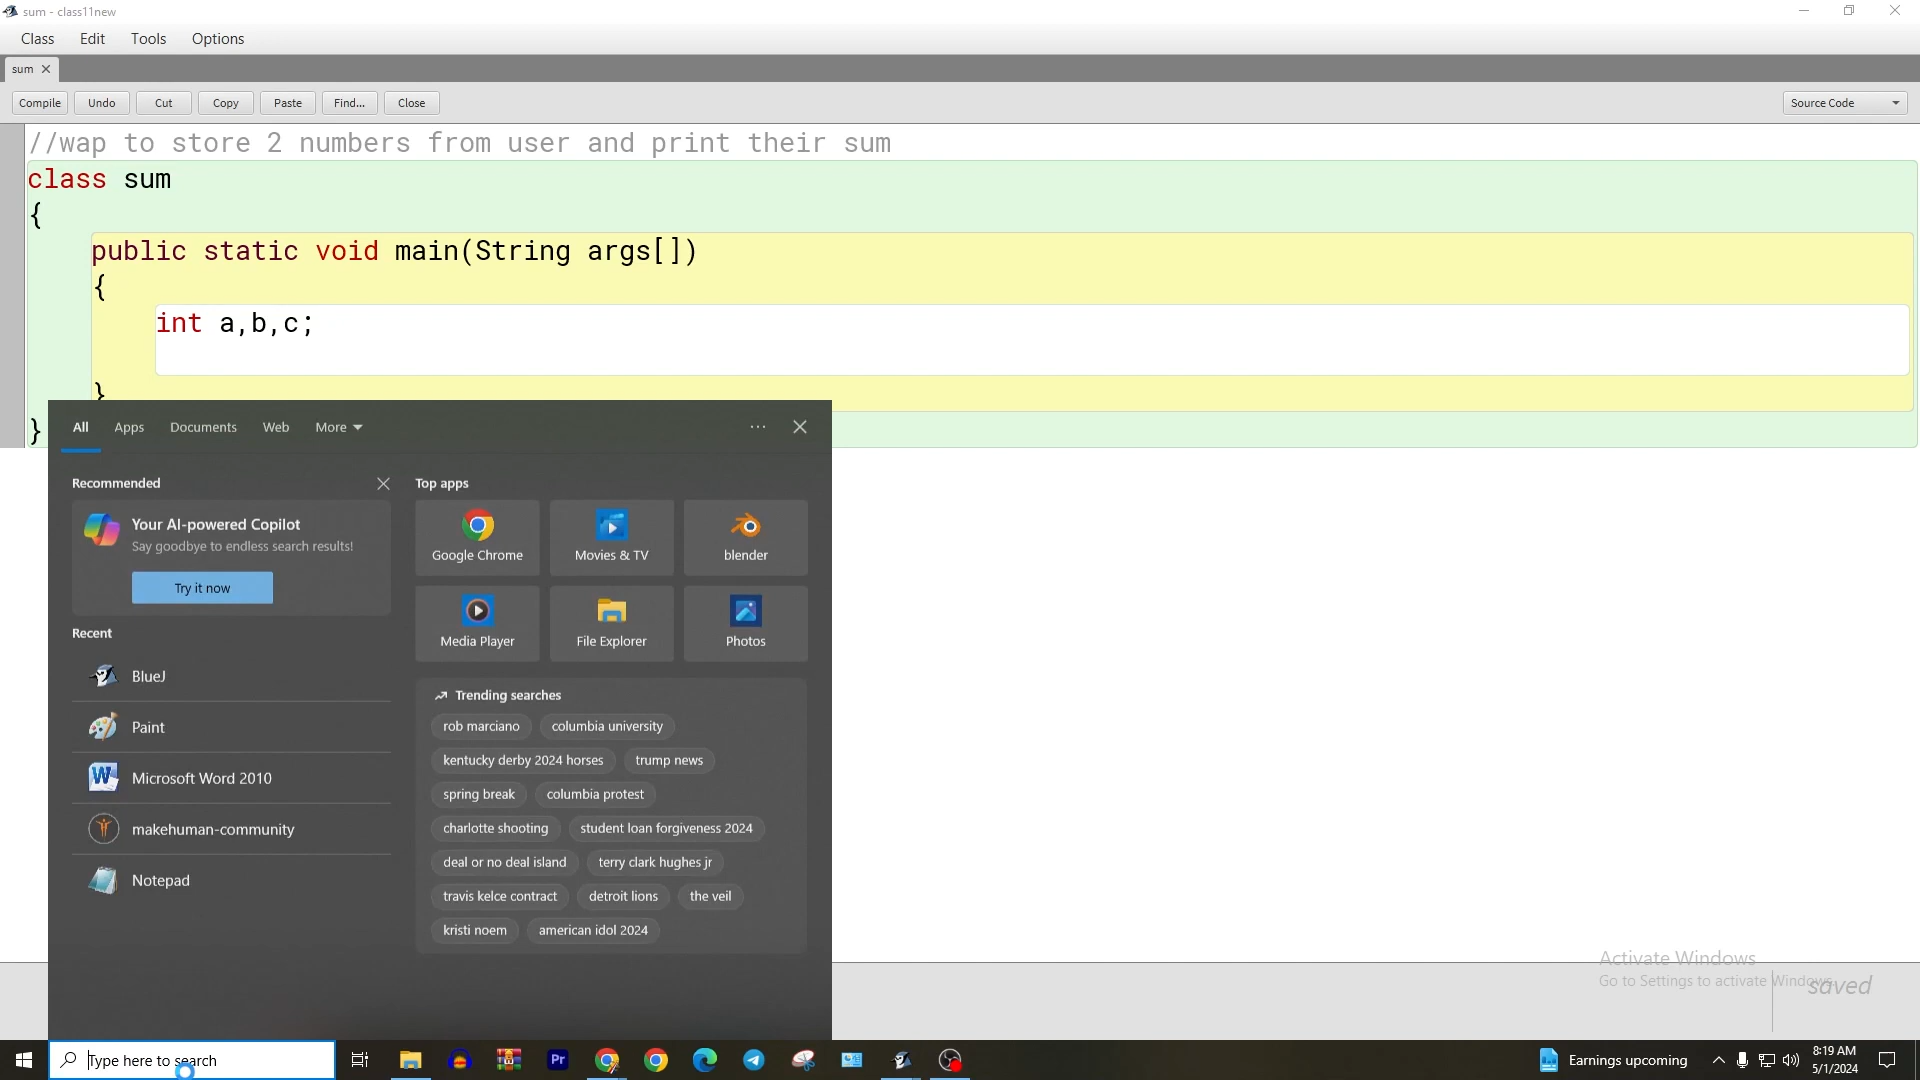 sum - class11new
Class Edit Tools Options
sum
Compile Undo Cut Copy Paste Find... Close Source Code
//wap to store 2 numbers from user and print their sum
class sum
{
public static void main(String args[])
{
int a,b,c;
}
}
All Apps Documents Web More
Recommended
Your AI-powered Copilot
Say goodbye to endless search results!
Try it now
Recent
BlueJ
Paint
Microsoft Word 2010
makehuman-community
Notepad
Top apps
Google Chrome Movies & TV blender
Media Player File Explorer Photos
Trending searches
rob marciano columbia university
kentucky derby 2024 horses trump news
spring break columbia protest
charlotte shooting student loan forgiveness 2024
deal or no deal island terry clark hughes jr
travis kelce contract detroit lions the veil
kristi noem american idol 2024
Activate Windows
Go to Settings to activate Windows.
saved
Type here to search
Pr
Earnings upcoming
8:19 AM
5/1/2024